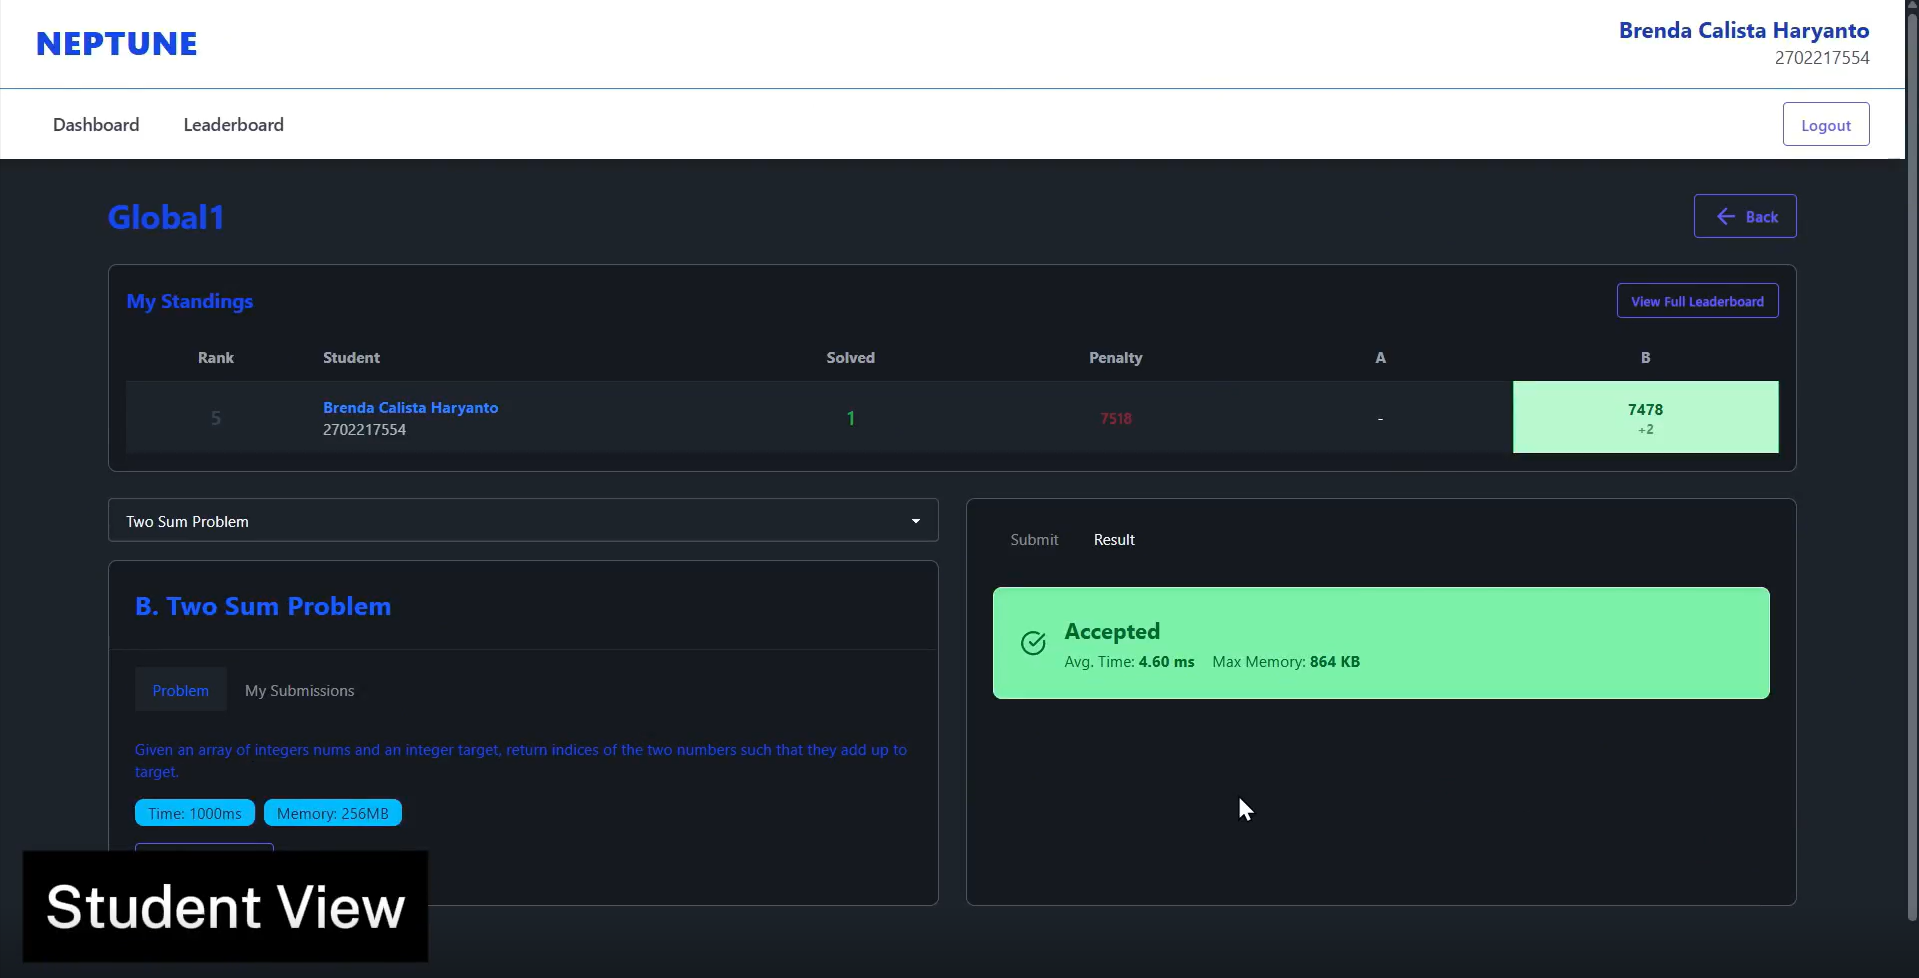 NEPTUNE
Brenda Calista Haryanto
2702217554
Dashboard
Leaderboard
Logout
Global1
Back
My Standings
View Full Leaderboard
Rank Student Solved Penalty A B
5 Brenda Calista Haryanto 1 7518 - 7478
2702217554 +2
Two Sum Problem
Submit Result
B. Two Sum Problem
Accepted
Avg. Time: 4.60 ms Max Memory: 864 KB
Problem My Submissions
Given an array of integers nums and an integer target, return indices of the two numbers such that they add up to
target.
Time: 1000ms Memory: 256MB
Student View